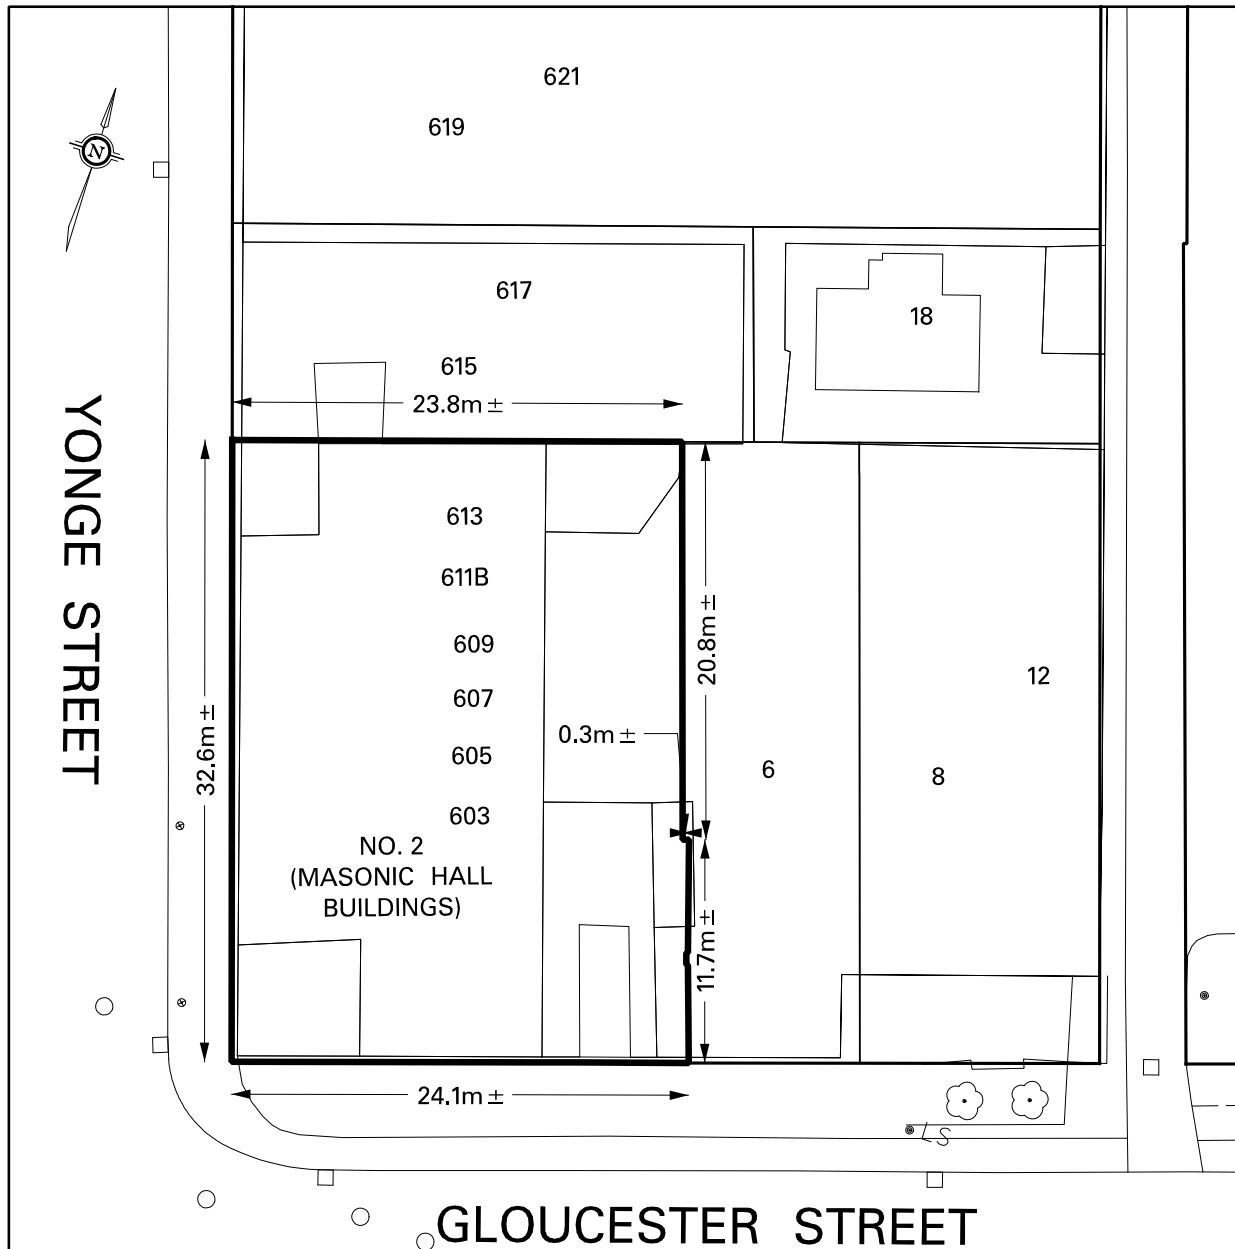 621
619
N
617
18
615
23.8m ±
YONGE STREET
613
611B
609
20.8m ±
12
607
0.3m ±
32.6m ±
605
6
8
603
NO. 2
(MASONIC HALL
BUILDINGS)
11.7m ±
24.1m ±
LS
GLOUCESTER STREET